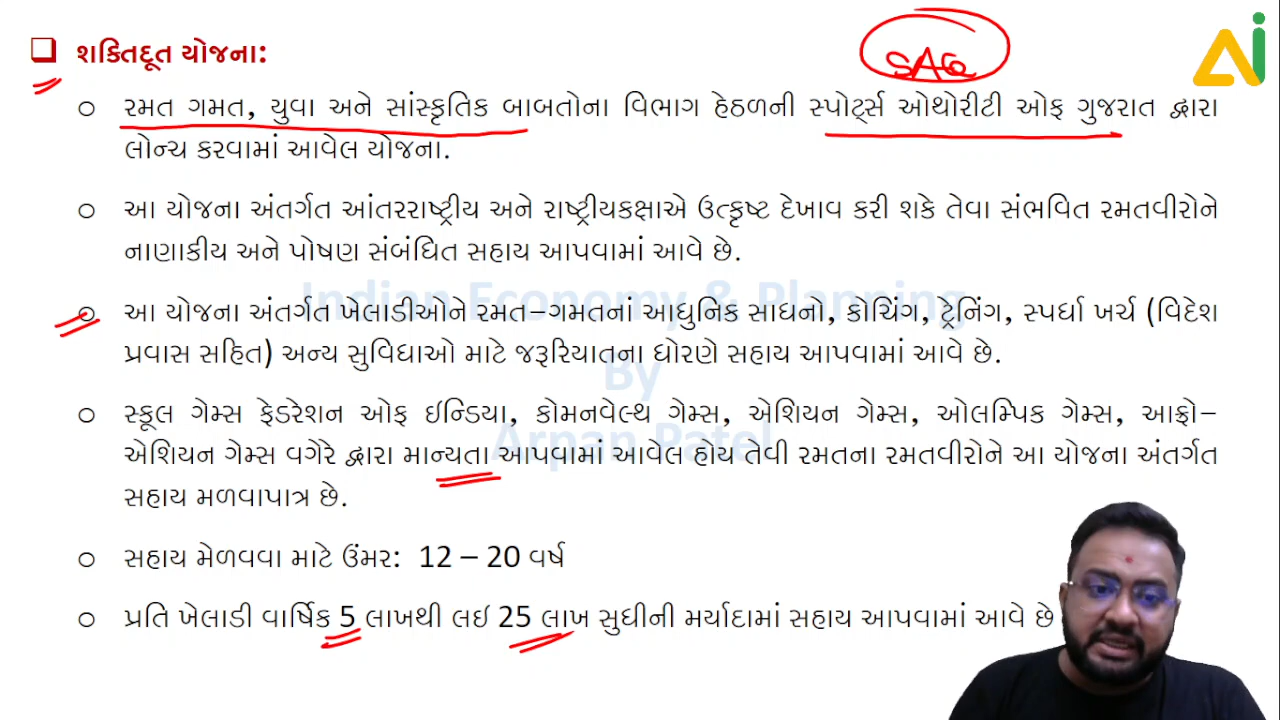 SAG
Ai
❑ શક્તિદૂત યોજના:
○ રમત ગમત, યુવા અને સાંસ્કૃતિક બાબતોના વિભાગ હેઠળની સ્પોર્ટ્સ ઓથોરીટી ઓફ ગુજરાત દ્વારા
લોન્ચ કરવામાં આવેલ યોજના.
○ આ યોજના અંતર્ગત આંતરરાષ્ટ્રીય અને રાષ્ટ્રીયકક્ષાએ ઉત્કૃષ્ટ દેખાવ કરી શકે તેવા સંભવિત રમતવીરોને
નાણાકીય અને પોષણ સંબંધિત સહાય આપવામાં આવે છે.
○ આ યોજના અંતર્ગત ખેલાડીઓને રમત-ગમતનાં આધુનિક સાધનો, કોચિંગ, ટ્રેનિંગ, સ્પર્ધા ખર્ચ (વિદેશ
પ્રવાસ સહિત) અન્ય સુવિધાઓ માટે જરૂરિયાતના ધોરણે સહાય આપવામાં આવે છે.
○ સ્કૂલ ગેમ્સ ફેડરેશન ઓફ ઈન્ડિયા, કોમનવેલ્થ ગેમ્સ, એશિયન ગેમ્સ, ઓલમ્પિક ગેમ્સ, આફ્રો-
એશિયન ગેમ્સ વગેરે દ્વારા માન્યતા આપવામાં આવેલ હોય તેવી રમતના રમતવીરોને આ યોજના અંતર્ગત
સહાય મળવાપાત્ર છે.
○ સહાય મેળવવા માટે ઉંમર: 12 – 20 વર્ષ
○ પ્રતિ ખેલાડી વાર્ષિક 5 લાખથી લઇ 25 લાખ સુધીની મર્યાદામાં સહાય આપવામાં આવે છે
Indian Economy & Planning
By
Arpan Patel